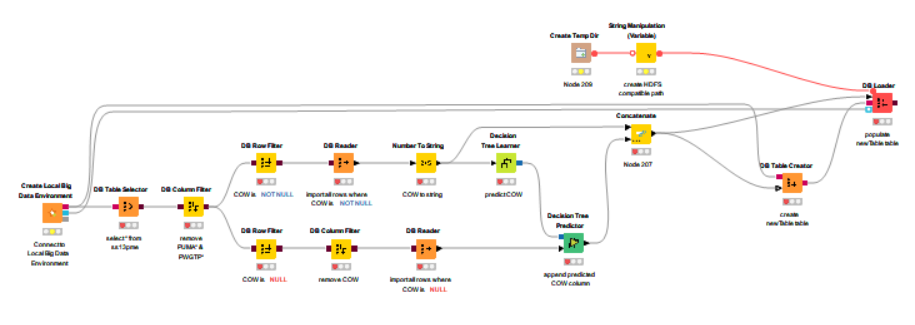 String Manipulation
(Variable)
Create Temp Dir
Node 209
create HDFS
compatible path
DB Loader
populate
newTable table
Concatenate
Node 207
DB Row Filter
DB Reader
Number To String
Decision
Tree Learner
COW is NOT NULL
import all rows where
COW is NOT NULL
COW to string
predict COW
DB Table Creator
create
newTable table
Create Local Big
Data Environment
DB Table Selector
DB Column Filter
Connect to
Local Big Data
Environment
select * from
ss13pme
remove
PUMA* &
PWGTP*
DB Row Filter
DB Column Filter
DB Reader
Decision Tree
Predictor
COW is NULL
remove COW
import all rows where
COW is NULL
append predicted
COW column